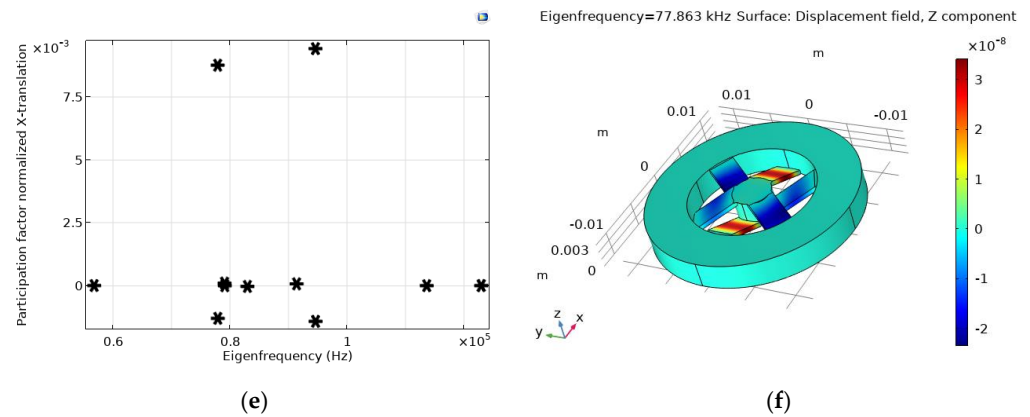 ×10⁻³
Participation factor normalized X-translation
7.5
5
2.5
0
0.6
0.8
1
×10⁵
Eigenfrequency (Hz)
(e)
Eigenfrequency=77.863 kHz Surface: Displacement field, Z component
m
×10⁻⁸
0.01
0
-0.01
0.01
m
0
-0.01
0.003
m
0
3
2
1
0
-1
-2
z
y
x
(f)